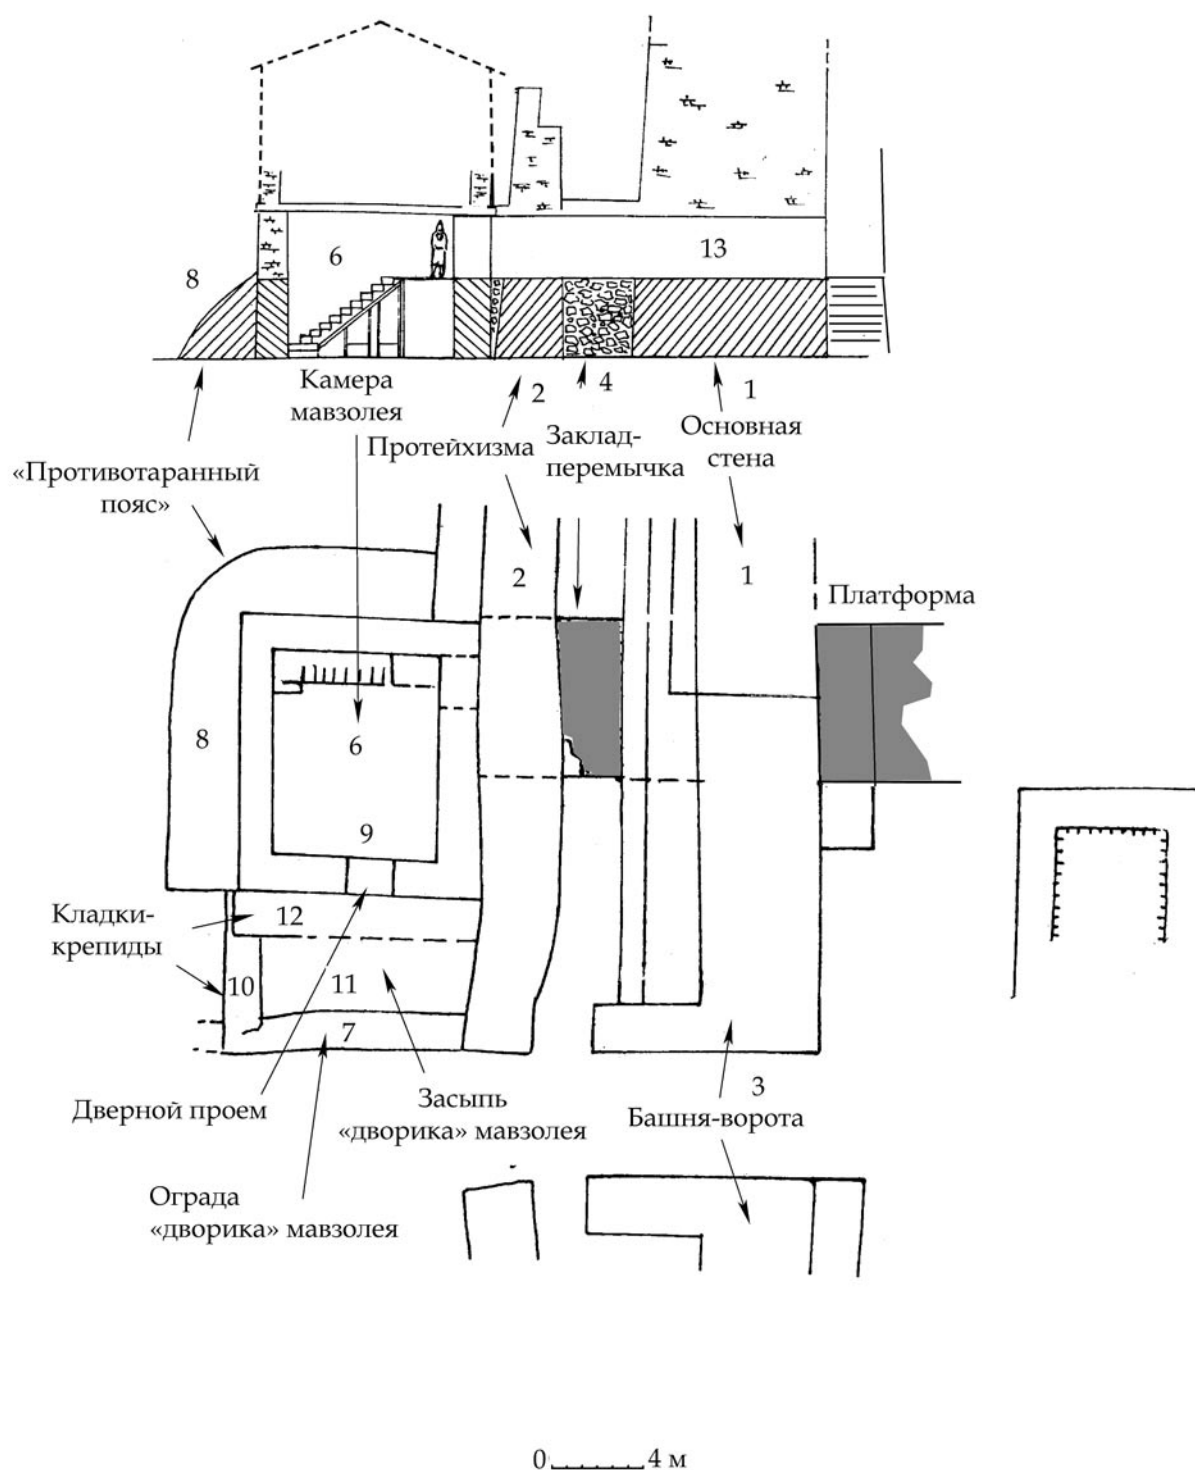 6
13
8
Камера
мавзолея
2
4
1
Протейхизма
Заклад-
перемычка
Основная
стена
«Противотаранный
пояс»
2
1
Платформа
8
6
9
Кладки-
крепиды
12
10
11
7
Дверной проем
Засыпь
«дворика» мавзолея
3
Башня-ворота
Ограда
«дворика» мавзолея
0 4 м